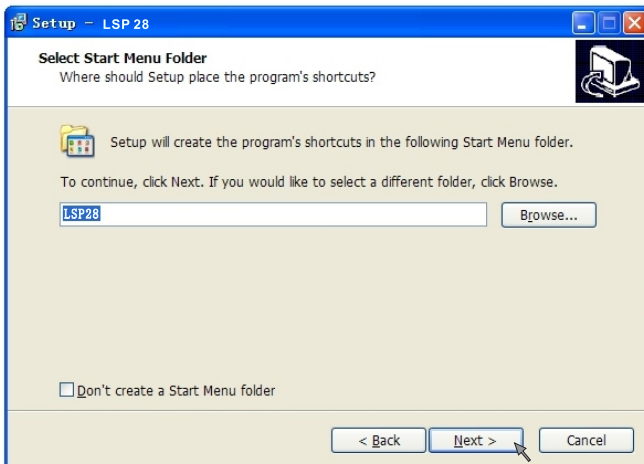 Setup - LSP 28
Select Start Menu Folder
Where should Setup place the program's shortcuts?
Setup will create the program's shortcuts in the following Start Menu folder.
To continue, click Next. If you would like to select a different folder, click Browse.
LSP28
Browse...
Don't create a Start Menu folder
< Back
Next >
Cancel